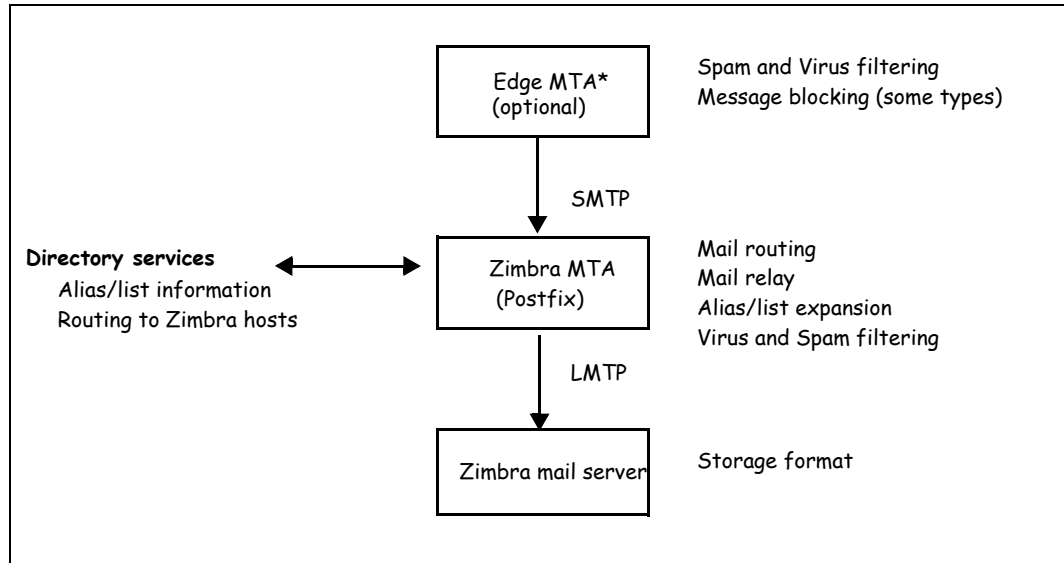 Edge MTA*
(optional)
Spam and Virus filtering
Message blocking (some types)
SMTP
Directory services
Alias/list information
Routing to Zimbra hosts
Zimbra MTA
(Postfix)
Mail routing
Mail relay
Alias/list expansion
Virus and Spam filtering
LMTP
Zimbra mail server
Storage format